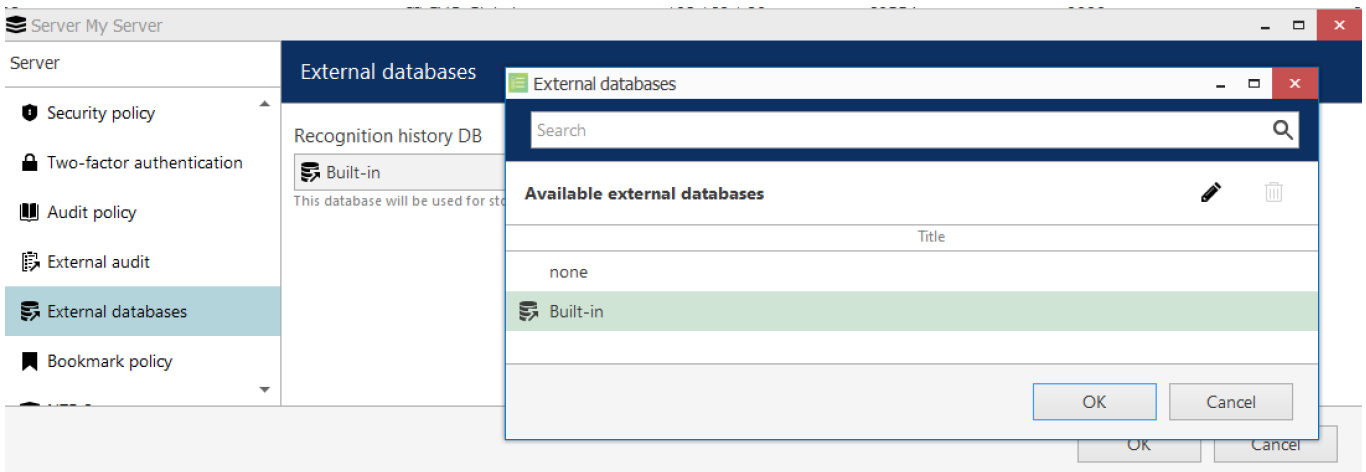 Server My Server
Server
Security policy
Two-factor authentication
Audit policy
External audit
External databases
Bookmark policy
External databases
Recognition history DB
Built-in
This database will be used for sto
External databases
Search
Available external databases
Title
none
Built-in
OK
Cancel
OK
Cancel